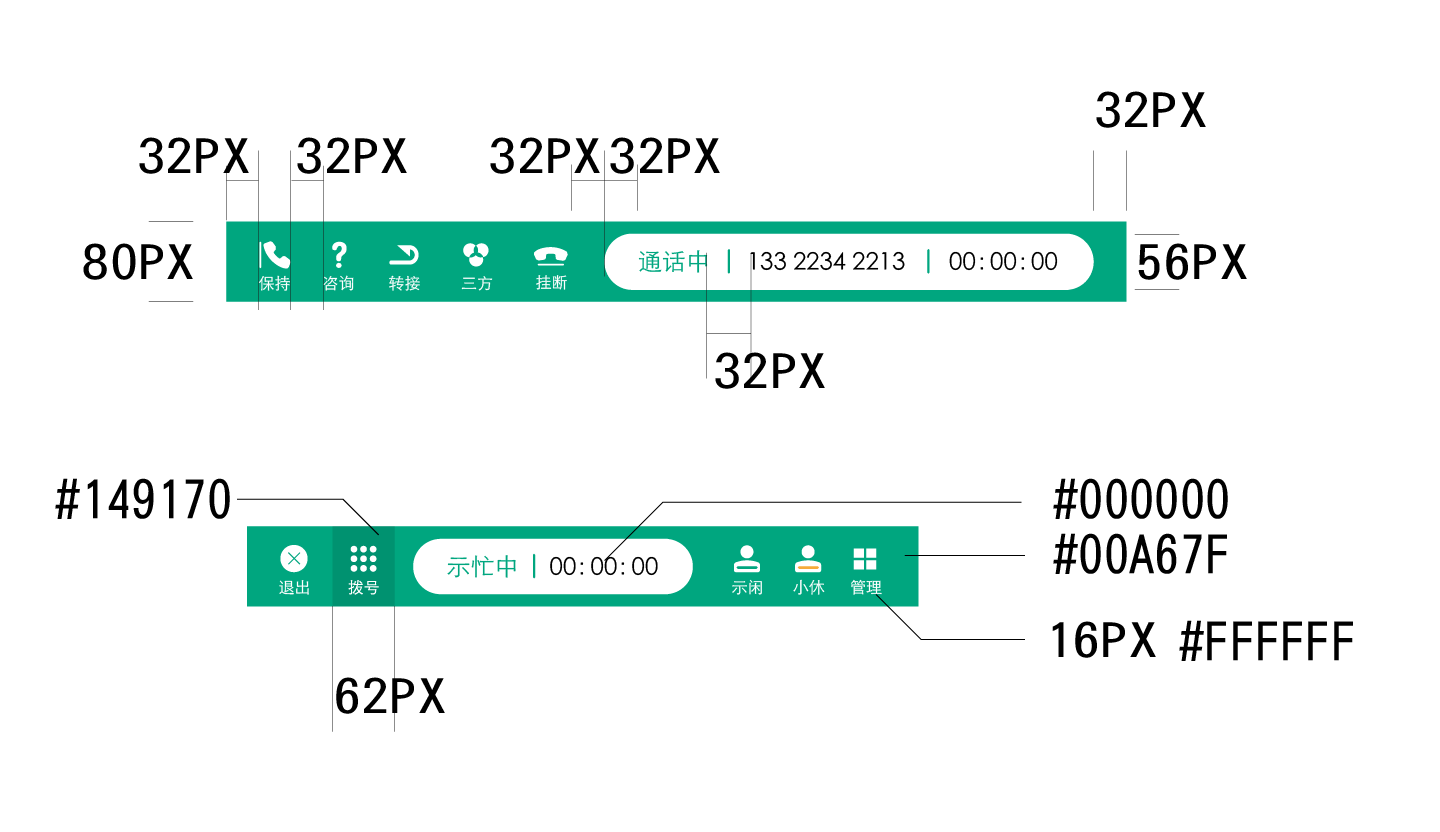 32PX
32PX 32PX 32PX 32PX
80PX
通话中 | 133 2234 2213 | 00:00:00
56PX
保持 咨询 转接 三方 挂断
32PX
#149170
#000000
#00A67F
示忙中 | 00:00:00
退出 拨号 示闲 小休 管理
16PX #FFFFFF
62PX